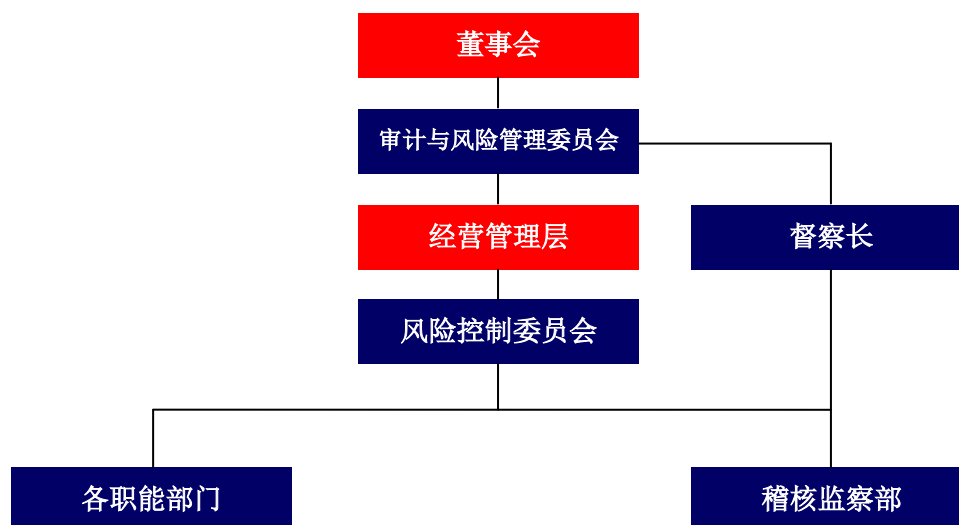 董事会
审计与风险管理委员会
经营管理层
督察长
风险控制委员会
各职能部门
稽核监察部